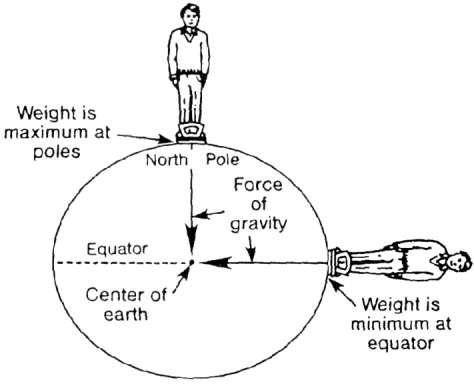 Weight is
maximum at
poles
North Pole
Force
of
gravity
Equator
Center of
earth
Weight is
minimum at
equator